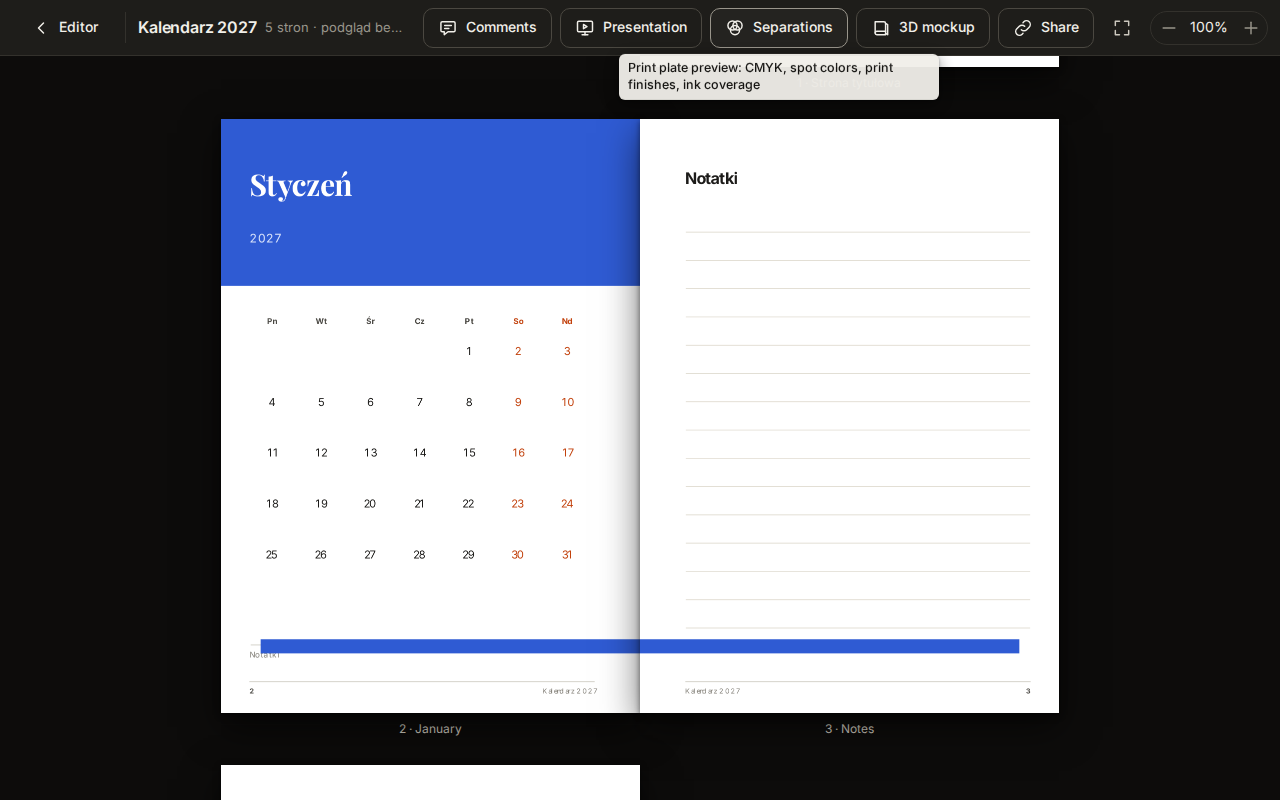 Editor
Kalendarz 2027 5 stron · podgląd be...
Comments
Presentation
Separations
3D mockup
Share
100%
Print plate preview: CMYK, spot colors, print
finishes, ink coverage
Styczeń
2027
Pn Wt Śr Cz Pt So Nd
1 2 3
4 5 6 7 8 9 10
11 12 13 14 15 16 17
18 19 20 21 22 23 24
25 26 27 28 29 30 31
Notatki
2 Kalendarz 2027
2 · January
Notatki
Kalendarz 2027 3
3 · Notes